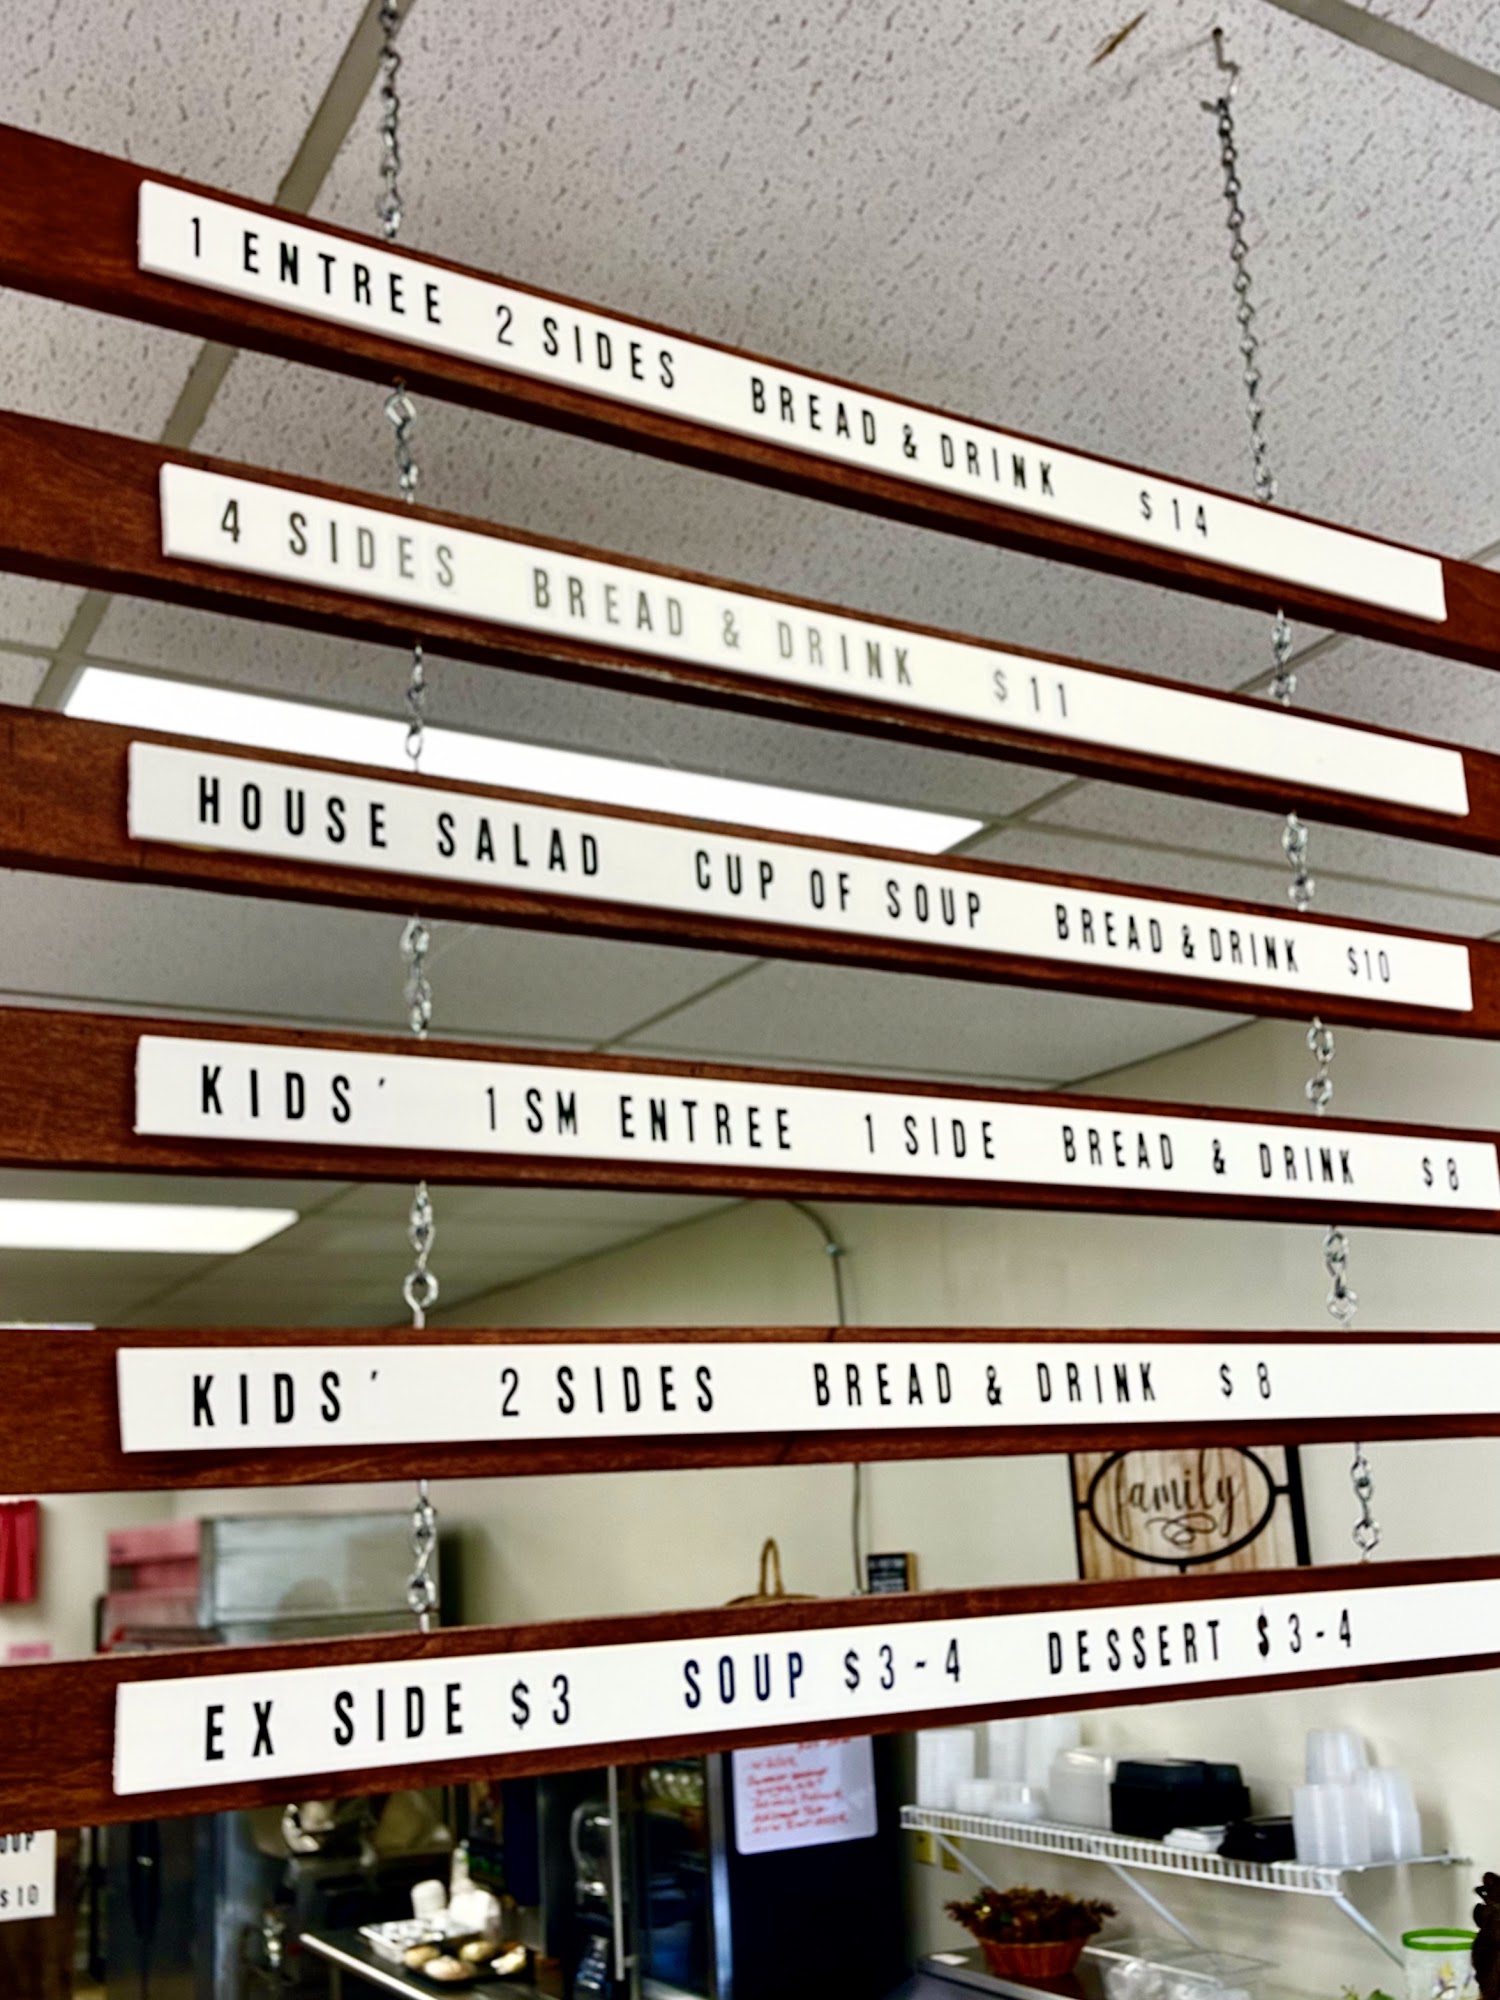 1 ENTREE 2 SIDES BREAD & DRINK $14
4 SIDES BREAD & DRINK $11
HOUSE SALAD CUP OF SOUP BREAD & DRINK $10
KIDS' 1 SM ENTREE 1 SIDE BREAD & DRINK $8
KIDS' 2 SIDES BREAD & DRINK $8
family
EX SIDE $3 SOUP $3-4 DESSERT $3-4
OUP
$10